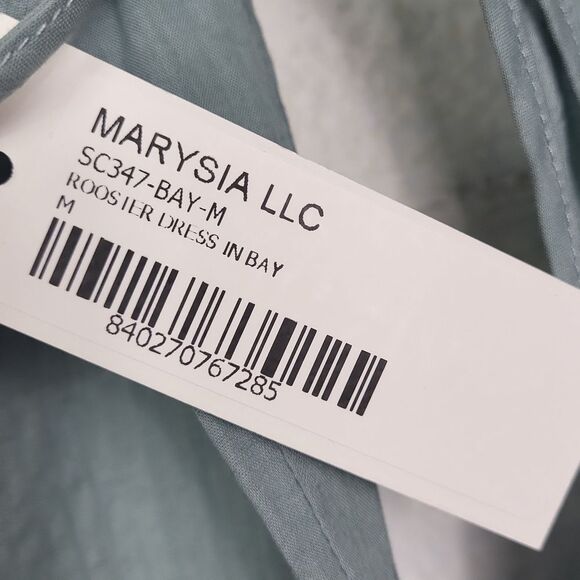 MARYSIA LLC
SC347-BAY-M
ROOSTER DRESS IN BAY
M
840270767285